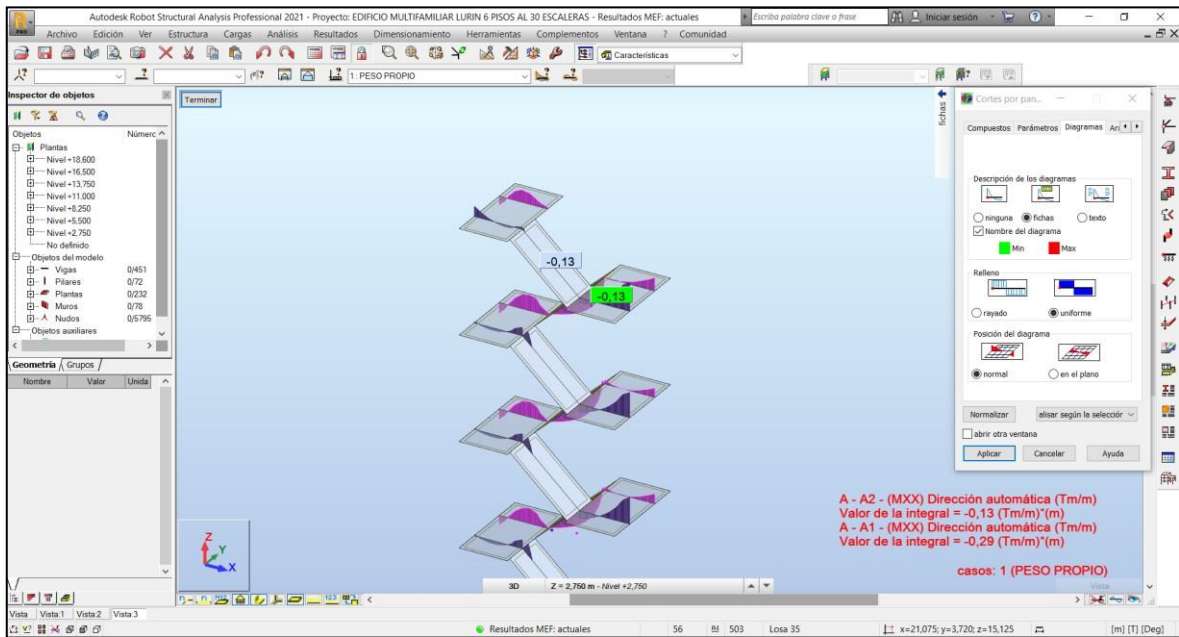 Autodesk Robot Structural Analysis Professional 2021 - Proyecto: EDIFICIO MULTIFAMILIAR LURIN 6 PISOS AL 30 ESCALERAS - Resultados MEF: actuales
Escriba palabra clave o frase
Iniciar sesión
PRO
Archivo Edición Ver Estructura Cargas Análisis Resultados Dimensionamiento Herramientas Complementos Ventana ? Comunidad
Características
1: PESO PROPIO
Inspector de objetos
Objetos Númerc
Plantas
Nivel +18,600
Nivel +16,500
Nivel +13,750
Nivel +11,000
Nivel +8,250
Nivel +5,500
Nivel +2,750
No definido
Objetos del modelo
Vigas 0/451
Pilares 0/72
Plantas 0/232
Muros 0/78
Nudos 0/5795
Objetos auxiliares
Geometría Grupos
Nombre Valor Unida
Terminar
-0,13
-0,13
Z
Y
X
3D Z = 2,750 m - Nivel +2,750
fichas
Cortes por pan...
Compuestos Parámetros Diagramas
Descripción de los diagramas
ninguna fichas texto
Nombre del diagrama
Min Max
Relleno
rayado uniforme
Posición del diagrama
normal en el plano
Normalizar alisar según la selección
abrir otra ventana
Aplicar Cancelar Ayuda
A - A2 - (MXX) Dirección automática (Tm/m)
Valor de la integral = -0,13 (Tm/m)*(m)
A - A1 - (MXX) Dirección automática (Tm/m)
Valor de la integral = -0,29 (Tm/m)*(m)
casos: 1 (PESO PROPIO)
Vista
Vista Vista:1 Vista:2 Vista:3
Resultados MEF: actuales 56 503 Losa 35 x=21,075; y=3,720; z=15,125 [m] [T] [Deg]